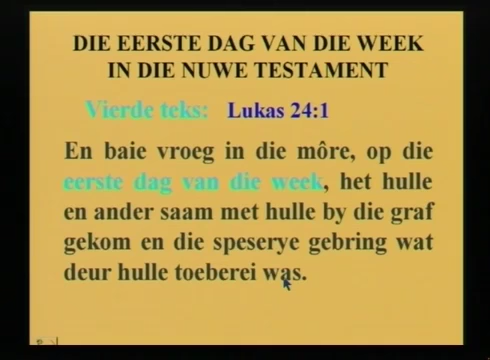 DIE EERSTE DAG VAN DIE WEEK
IN DIE NUWE TESTAMENT
Vierde teks: Lukas 24:1
En baie vroeg in die môre, op die
eerste dag van die week, het hulle
en ander saam met hulle by die graf
gekom en die speserye gebring wat
deur hulle toeberei was.